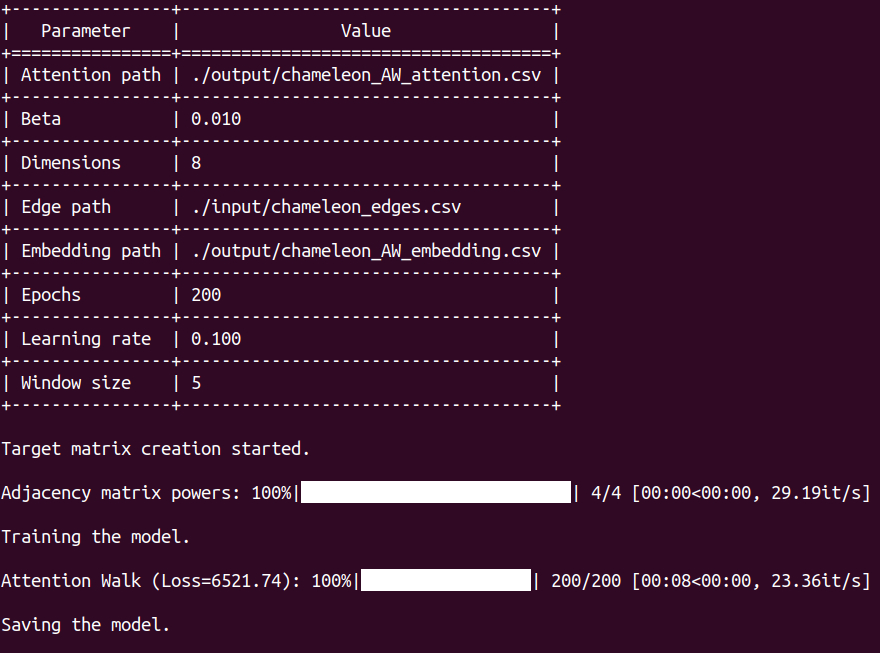 +----------------+-------------------------------------+
|   Parameter    |                Value                |
+================+=====================================+
| Attention path | ./output/chameleon_AW_attention.csv |
+----------------+-------------------------------------+
| Beta           | 0.010                               |
+----------------+-------------------------------------+
| Dimensions     | 8                                   |
+----------------+-------------------------------------+
| Edge path      | ./input/chameleon_edges.csv         |
+----------------+-------------------------------------+
| Embedding path | ./output/chameleon_AW_embedding.csv |
+----------------+-------------------------------------+
| Epochs         | 200                                 |
+----------------+-------------------------------------+
| Learning rate  | 0.100                               |
+----------------+-------------------------------------+
| Window size    | 5                                   |
+----------------+-------------------------------------+
Target matrix creation started.
Adjacency matrix powers: 100%|███████████████████████████| 4/4 [00:00<00:00, 29.19it/s]
Training the model.
Attention Walk (Loss=6521.74): 100%|█████████████████| 200/200 [00:08<00:00, 23.36it/s]
Saving the model.